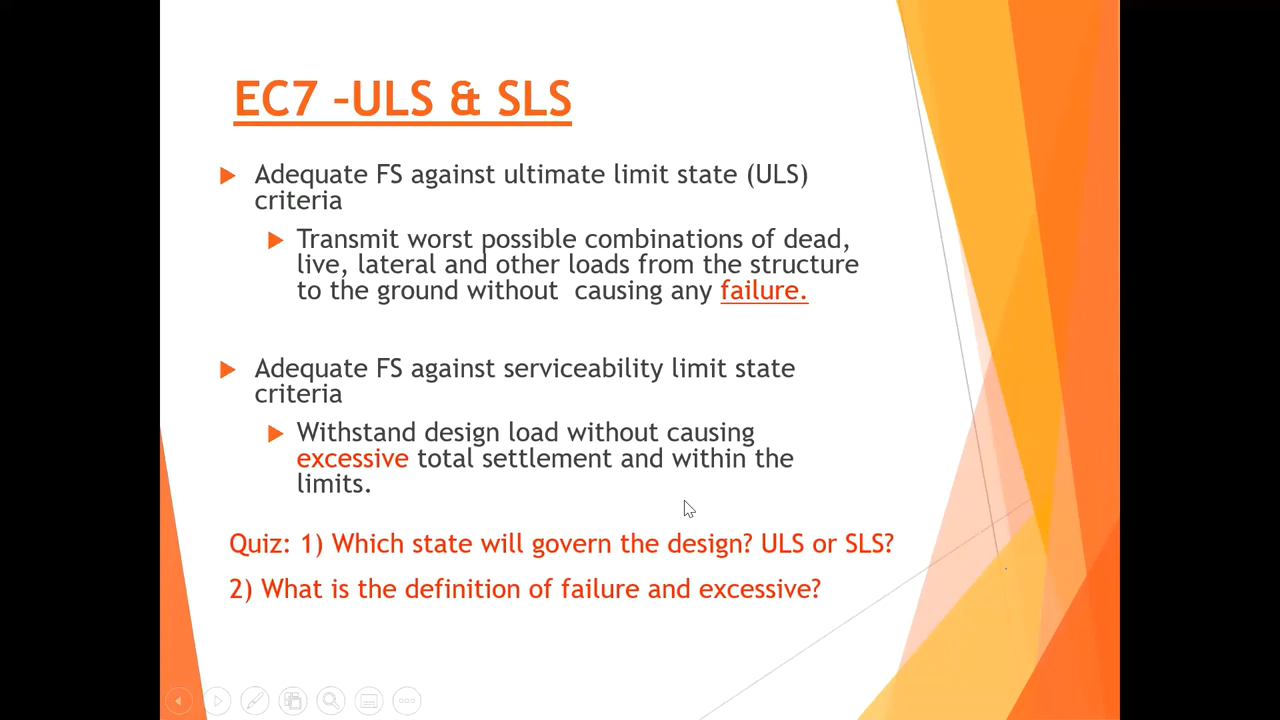 EC7 –ULS & SLS
Adequate FS against ultimate limit state (ULS)
criteria
Transmit worst possible combinations of dead,
live, lateral and other loads from the structure
to the ground without  causing any failure.
Adequate FS against serviceability limit state
criteria
Withstand design load without causing
excessive total settlement and within the
limits.
Quiz: 1) Which state will govern the design? ULS or SLS?
2) What is the definition of failure and excessive?